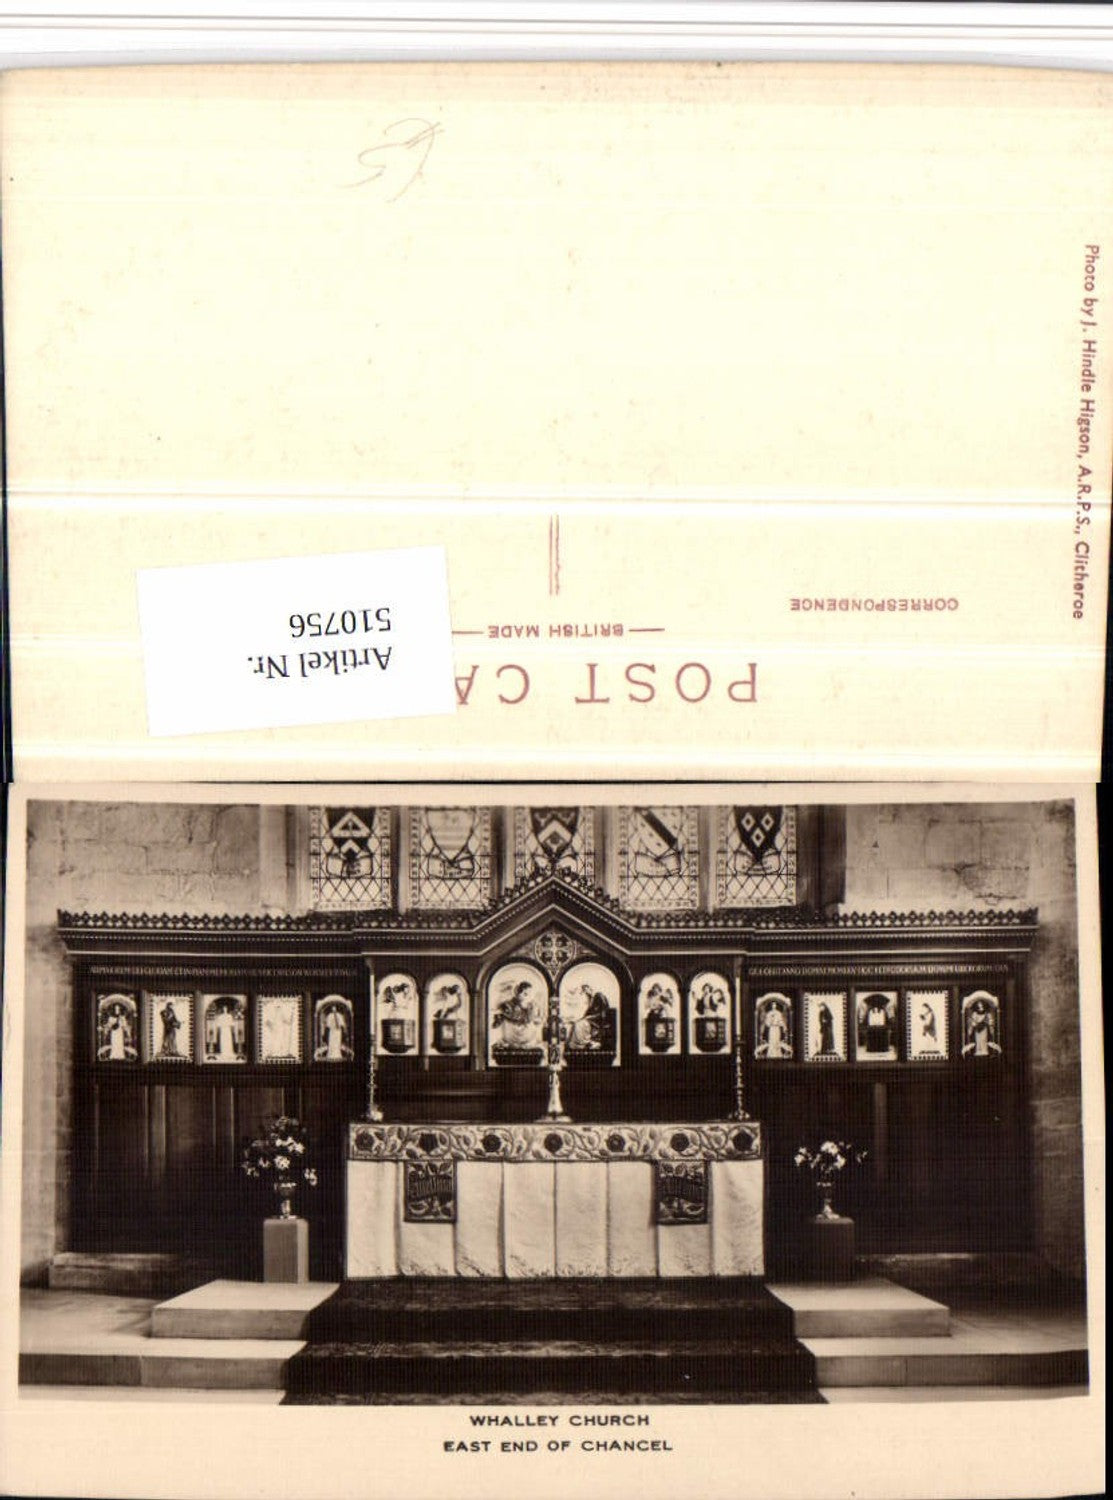 Photo by J. Hindle Higson, A.R.P.S., Clitheroe
POST CA
BRITISH MADE
CORRESPONDENCE
Artikel Nr.
510756
WHALLEY CHURCH
EAST END OF CHANCEL